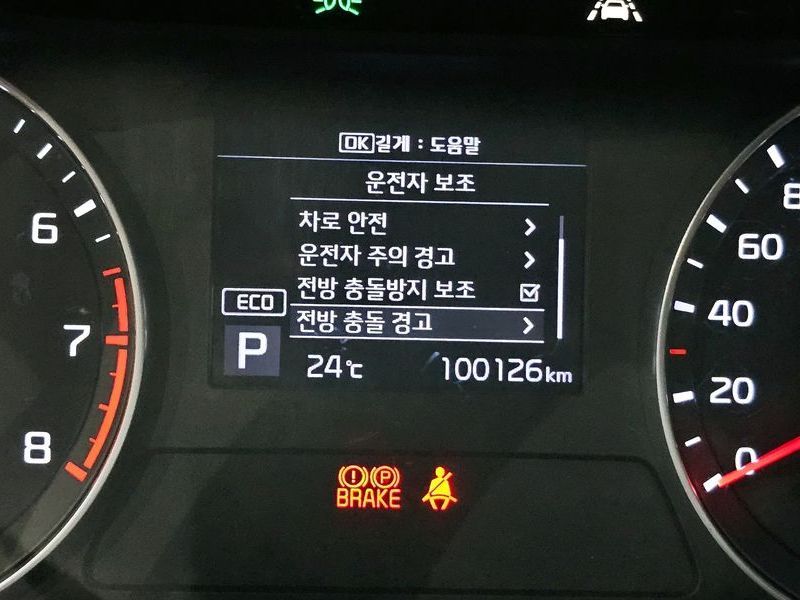 OK길게 : 도움말
운전자 보조
차로 안전
운전자 주의 경고
전방 충돌방지 보조
전방 충돌 경고
ECO
P
24℃
100126km
6
7
8
8
60
40
20
0
(!) (P)
BRAKE